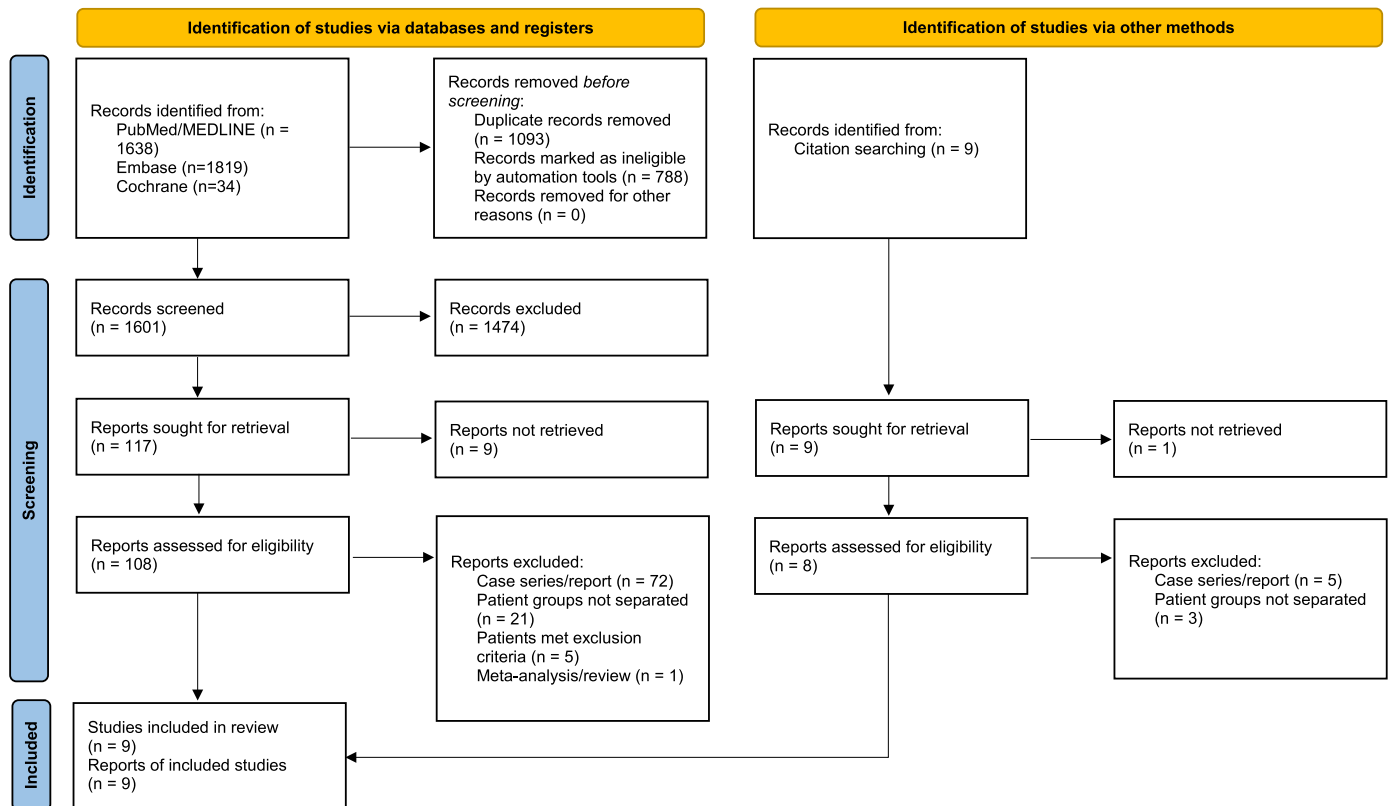 Identification of studies via databases and registers
Identification of studies via other methods
Identification
Records identified from:
PubMed/MEDLINE (n =
1638)
Embase (n=1819)
Cochrane (n=34)
Records removed before
screening:
Duplicate records removed
(n = 1093)
Records marked as ineligible
by automation tools (n = 788)
Records removed for other
reasons (n = 0)
Records identified from:
Citation searching (n = 9)
Screening
Records screened
(n = 1601)
Records excluded
(n = 1474)
Reports sought for retrieval
(n = 117)
Reports not retrieved
(n = 9)
Reports sought for retrieval
(n = 9)
Reports not retrieved
(n = 1)
Reports assessed for eligibility
(n = 108)
Reports excluded:
Case series/report (n = 72)
Patient groups not separated
(n = 21)
Patients met exclusion
criteria (n = 5)
Meta-analysis/review (n = 1)
Reports assessed for eligibility
(n = 8)
Reports excluded:
Case series/report (n = 5)
Patient groups not separated
(n = 3)
Included
Studies included in review
(n = 9)
Reports of included studies
(n = 9)